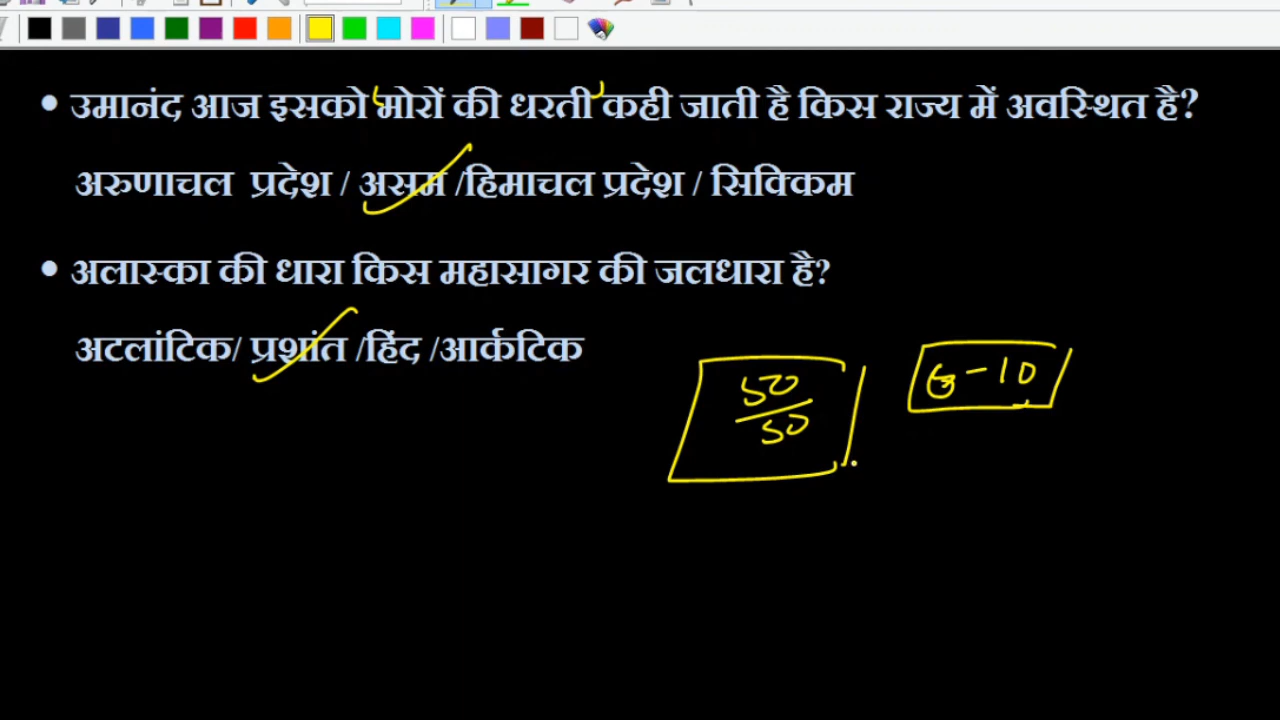 • उमानंद आज इसको 'मोरों की धरती' कही जाती है किस राज्य में अवस्थित है?
अरुणाचल प्रदेश / असम /हिमाचल प्रदेश / सिक्किम
• अलास्का की धारा किस महासागर की जलधारा है?
अटलांटिक/ प्रशांत /हिंद /आर्कटिक
50
50